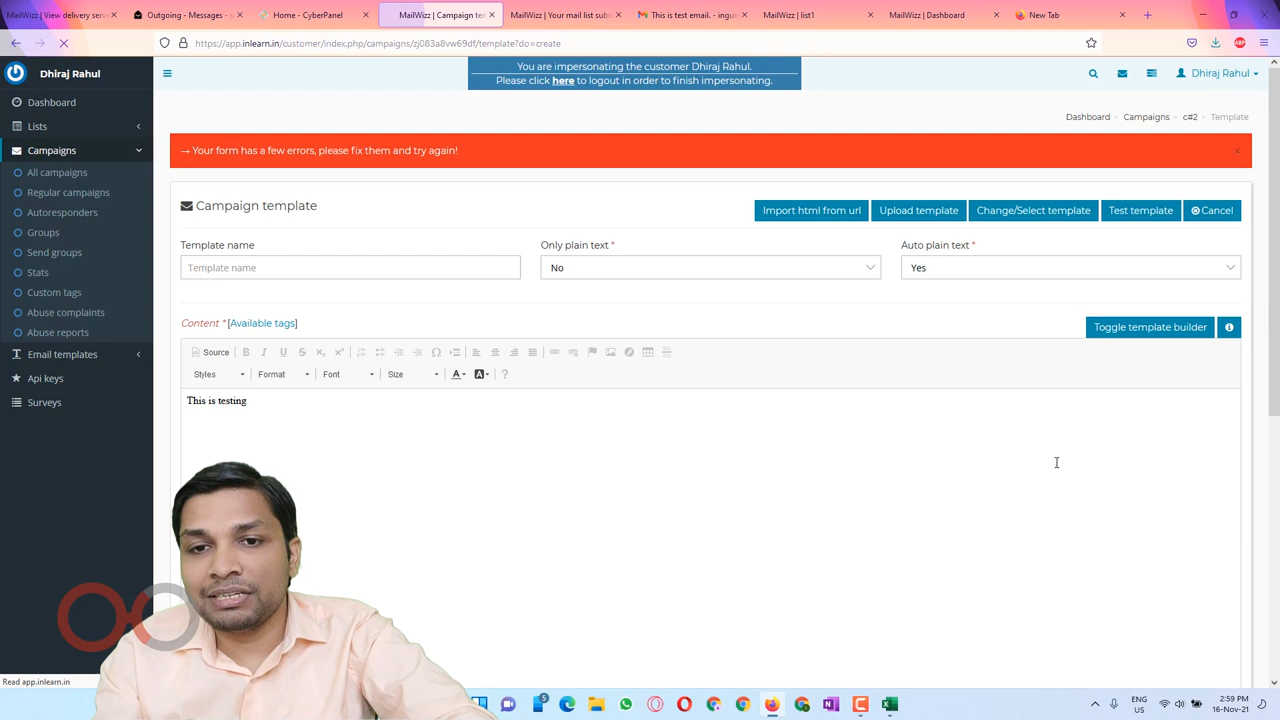 MailWizz | View delivery serv
Outgoing - Messages - s
Home - CyberPanel
MailWizz | Campaign tem
MailWizz | Your mail list subs
This is test email. - ingui
MailWizz | list1
MailWizz | Dashboard
New Tab
https://app.inlearn.in/customer/index.php/campaigns/zj083a8vw69df/template?do=create
Dhiraj Rahul
You are impersonating the customer Dhiraj Rahul.
Please click here to logout in order to finish impersonating.
Dhiraj Rahul
Dashboard
Lists
Campaigns
All campaigns
Regular campaigns
Autoresponders
Groups
Send groups
Stats
Custom tags
Abuse complaints
Abuse reports
Email templates
Api keys
Surveys
Dashboard Campaigns c#2 Template
→ Your form has a few errors, please fix them and try again! ×
Campaign template
Import html from url
Upload template
Change/Select template
Test template
Cancel
Template name
Template name
Only plain text *
No
Auto plain text *
Yes
Content * [Available tags]
Toggle template builder
Source
Styles
Format
Font
Size
This is testing
Read app.inlearn.in
5
ENG
US
2:59 PM
16-Nov-21